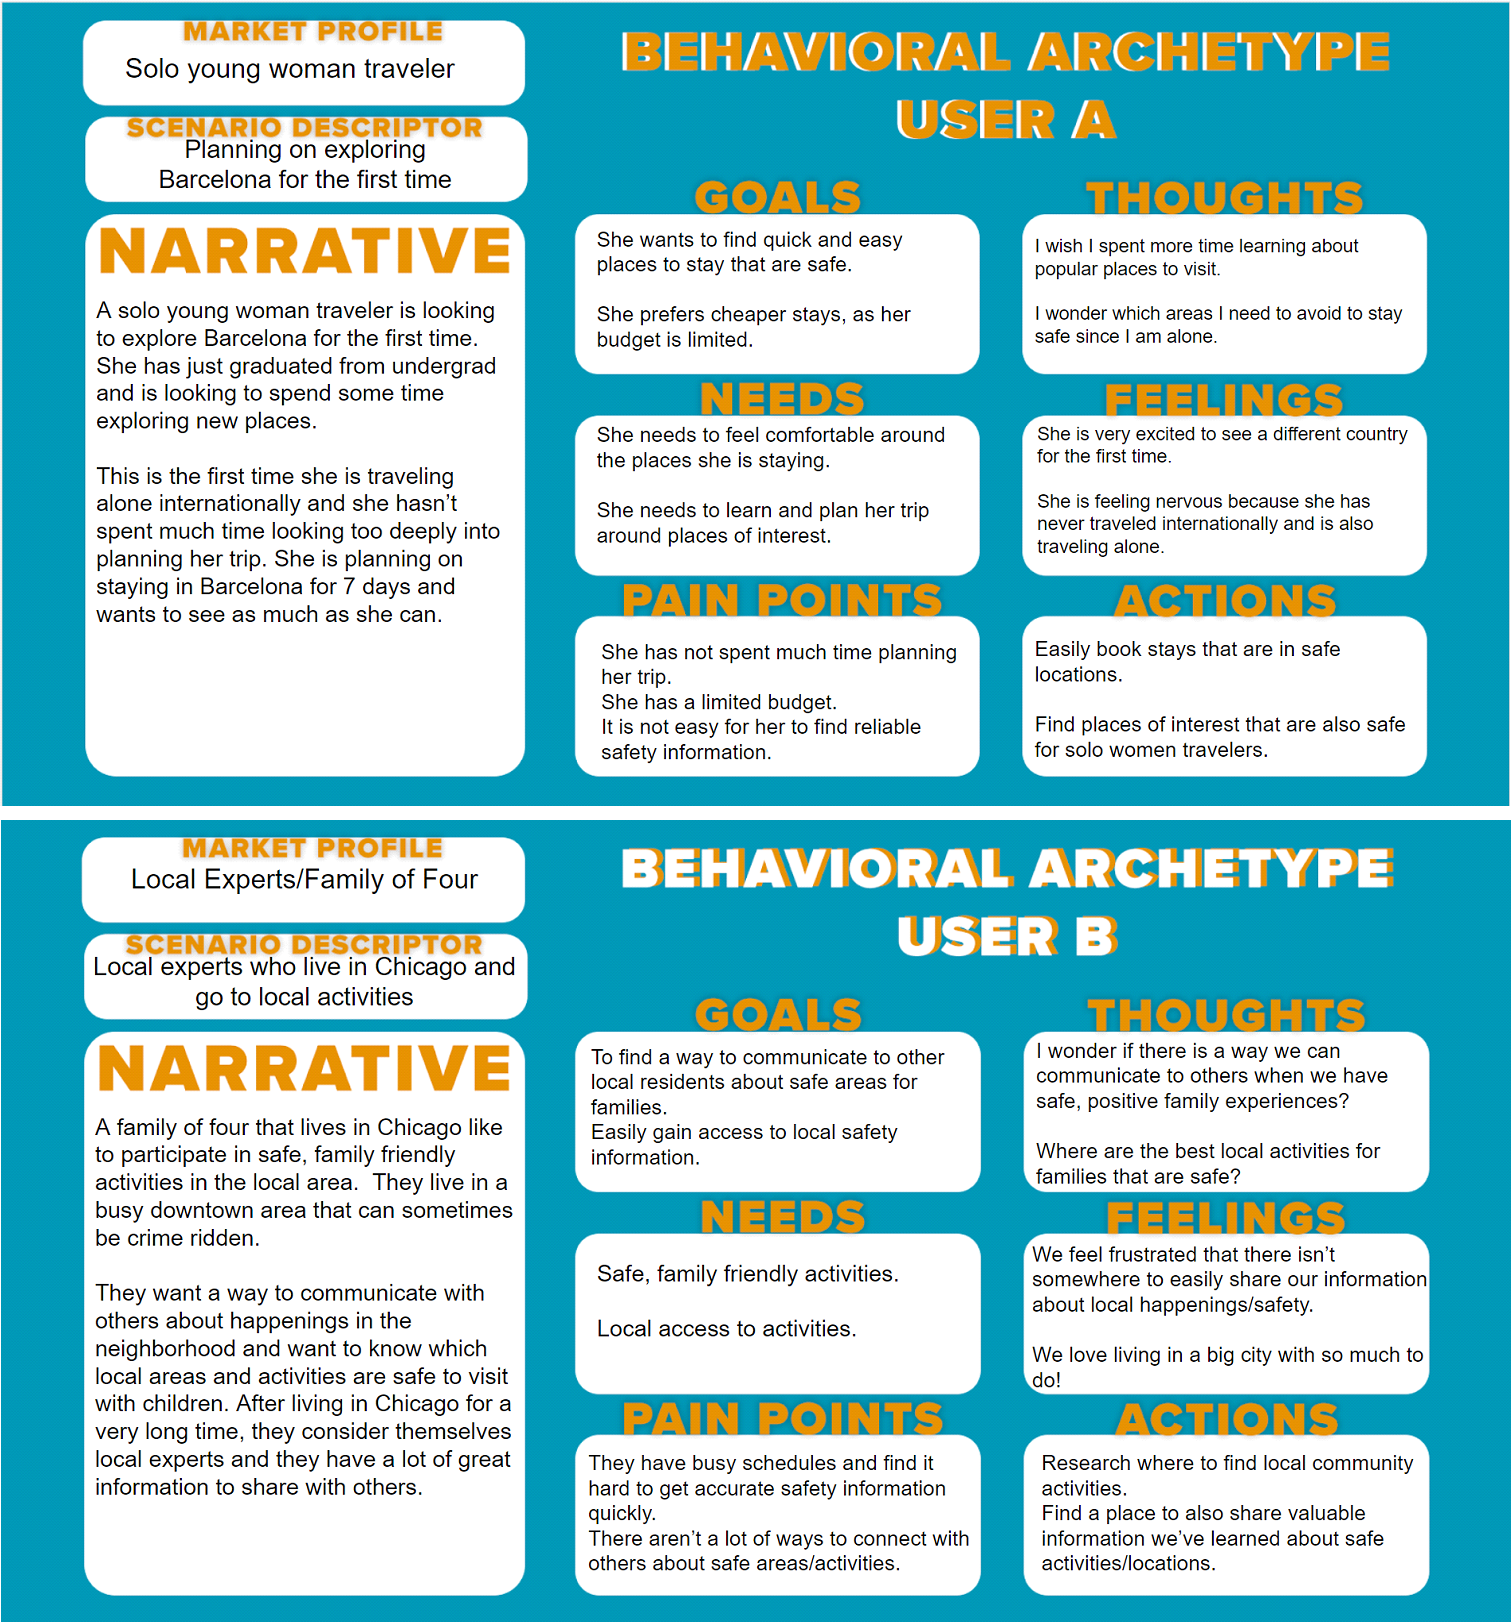 MARKET PROFILE
Solo young woman traveler
SCENARIO DESCRIPTOR
Planning on exploring
Barcelona for the first time
NARRATIVE
A solo young woman traveler is looking
to explore Barcelona for the first time.
She has just graduated from undergrad
and is looking to spend some time
exploring new places.
This is the first time she is traveling
alone internationally and she hasn't
spent much time looking too deeply into
planning her trip. She is planning on
staying in Barcelona for 7 days and
wants to see as much as she can.
BEHAVIORAL ARCHETYPE
USER A
GOALS
She wants to find quick and easy
places to stay that are safe.
She prefers cheaper stays, as her
budget is limited.
THOUGHTS
I wish I spent more time learning about
popular places to visit.
I wonder which areas I need to avoid to stay
safe since I am alone.
NEEDS
She needs to feel comfortable around
the places she is staying.
She needs to learn and plan her trip
around places of interest.
FEELINGS
She is very excited to see a different country
for the first time.
She is feeling nervous because she has
never traveled internationally and is also
traveling alone.
PAIN POINTS
She has not spent much time planning
her trip.
She has a limited budget.
It is not easy for her to find reliable
safety information.
ACTIONS
Easily book stays that are in safe
locations.
Find places of interest that are also safe
for solo women travelers.
MARKET PROFILE
Local Experts/Family of Four
SCENARIO DESCRIPTOR
Local experts who live in Chicago and
go to local activities
NARRATIVE
A family of four that lives in Chicago like
to participate in safe, family friendly
activities in the local area.  They live in a
busy downtown area that can sometimes
be crime ridden.
They want a way to communicate with
others about happenings in the
neighborhood and want to know which
local areas and activities are safe to visit
with children. After living in Chicago for a
very long time, they consider themselves
local experts and they have a lot of great
information to share with others.
BEHAVIORAL ARCHETYPE
USER B
GOALS
To find a way to communicate to other
local residents about safe areas for
families.
Easily gain access to local safety
information.
THOUGHTS
I wonder if there is a way we can
communicate to others when we have
safe, positive family experiences?
Where are the best local activities for
families that are safe?
NEEDS
Safe, family friendly activities.
Local access to activities.
FEELINGS
We feel frustrated that there isn't
somewhere to easily share our information
about local happenings/safety.
We love living in a big city with so much to
do!
PAIN POINTS
They have busy schedules and find it
hard to get accurate safety information
quickly.
There aren't a lot of ways to connect with
others about safe areas/activities.
ACTIONS
Research where to find local community
activities.
Find a place to also share valuable
information we've learned about safe
activities/locations.